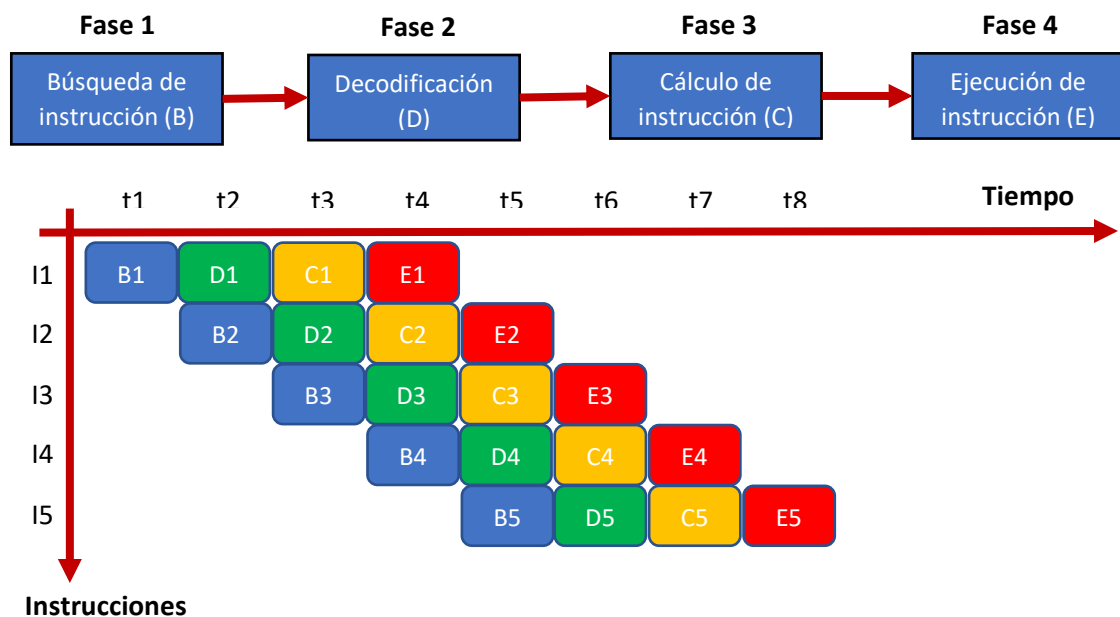 Fase 1
Fase 2
Fase 3
Fase 4
Búsqueda de
instrucción (B)
Decodificación
(D)
Cálculo de
instrucción (C)
Ejecución de
instrucción (E)
t1 t2 t3 t4 t5 t6 t7 t8 Tiempo
I1 B1 D1 C1 E1
I2 B2 D2 C2 E2
I3 B3 D3 C3 E3
I4 B4 D4 C4 E4
I5 B5 D5 C5 E5
Instrucciones